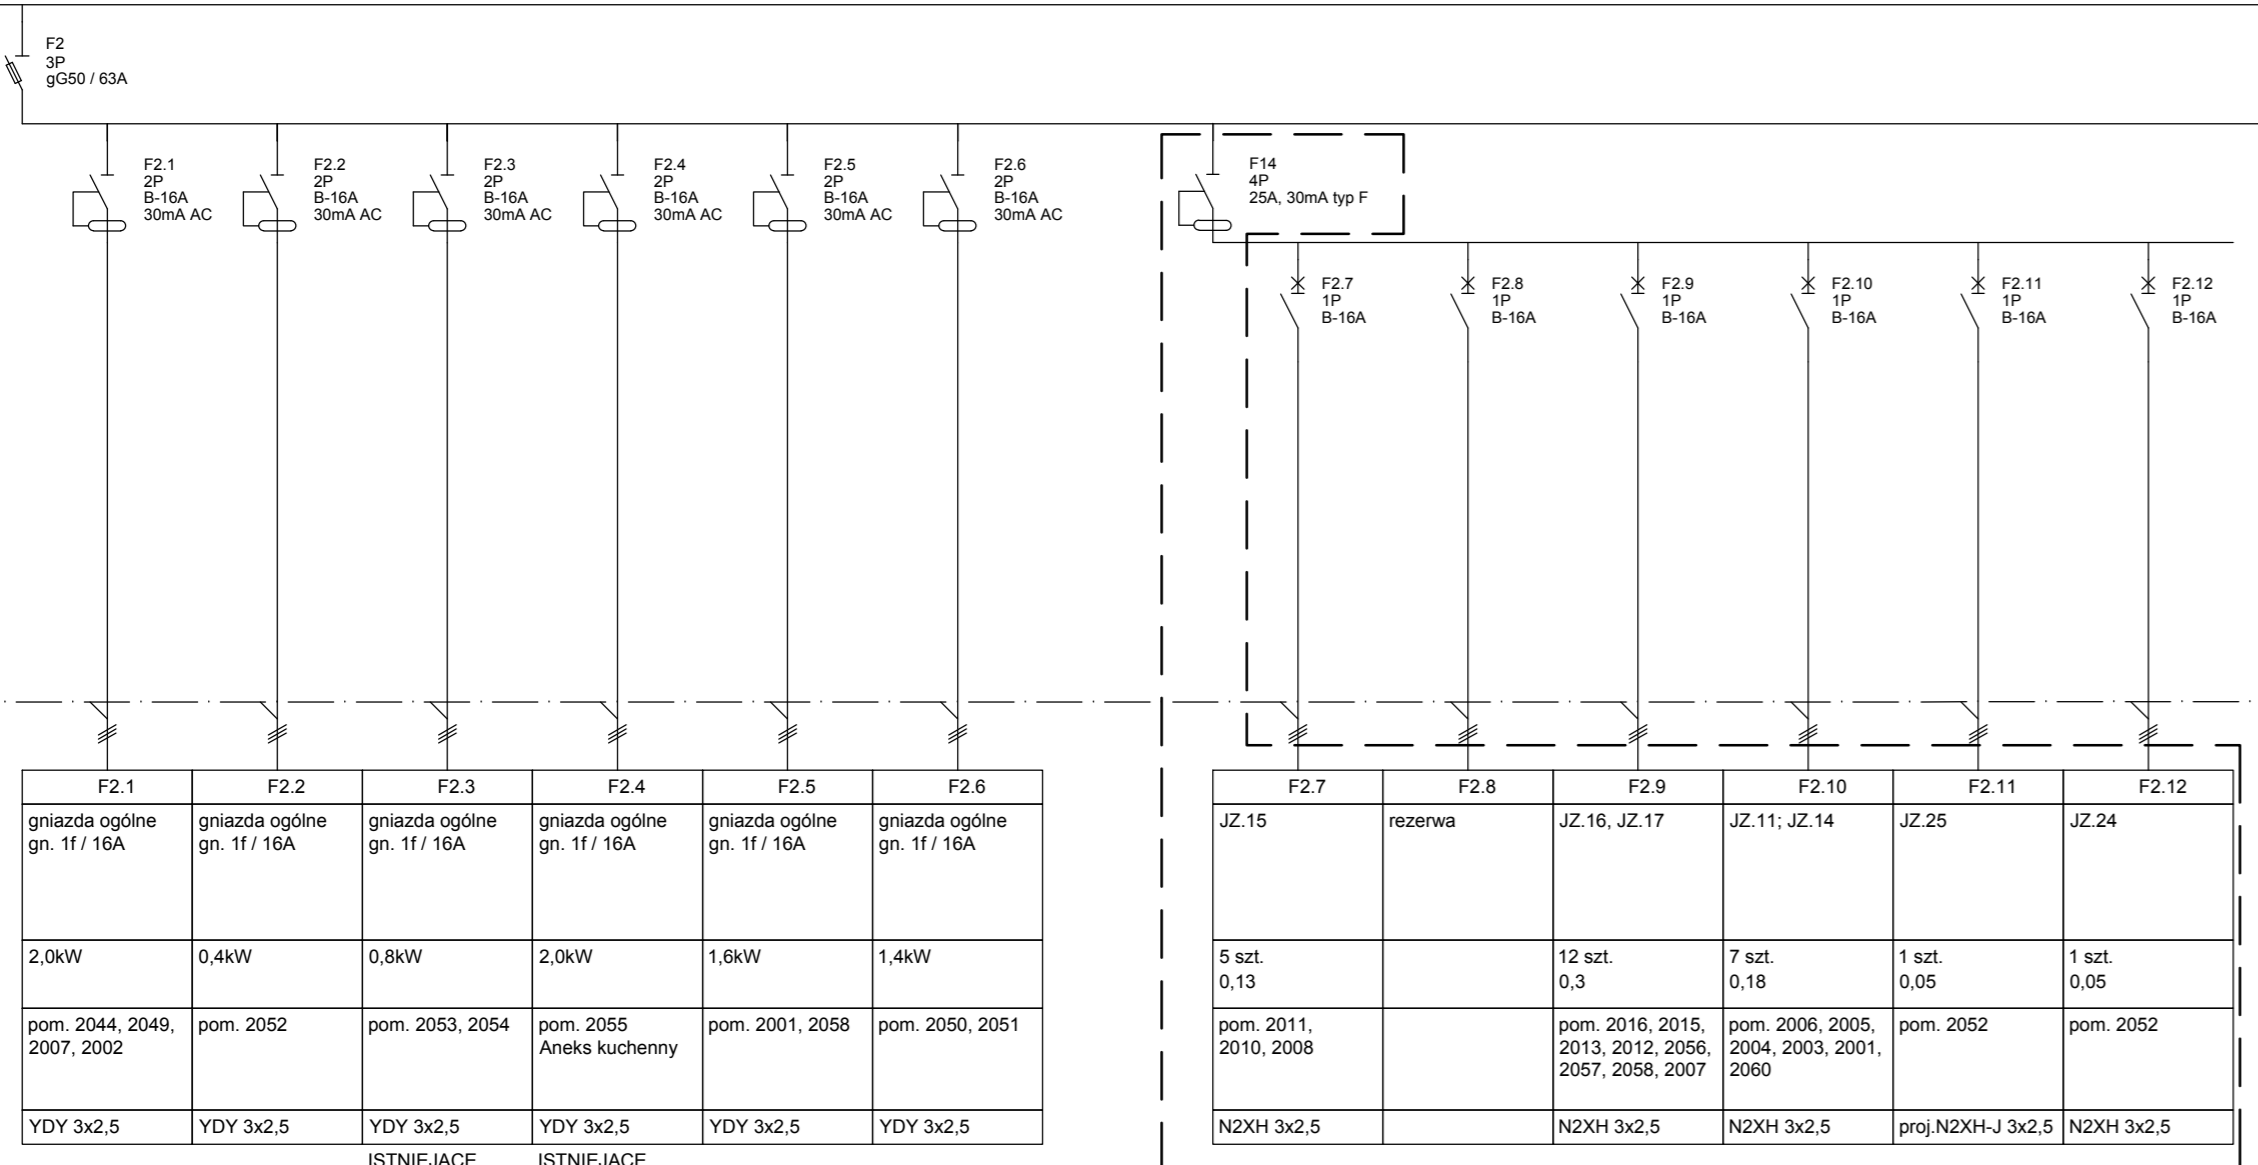 F2
3P
gG50 / 63A
F2.1
2P
B-16A
30mA AC
F2.2
2P
B-16A
30mA AC
F2.3
2P
B-16A
30mA AC
F2.4
2P
B-16A
30mA AC
F2.5
2P
B-16A
30mA AC
F2.6
2P
B-16A
30mA AC
F14
4P
25A, 30mA typ F
F2.7
1P
B-16A
F2.8
1P
B-16A
F2.9
1P
B-16A
F2.10
1P
B-16A
F2.11
1P
B-16A
F2.12
1P
B-16A
F2.1
gniazda ogólne
gn. 1f / 16A
2,0kW
pom. 2044, 2049,
2007, 2002
YDY 3x2,5
F2.2
gniazda ogólne
gn. 1f / 16A
0,4kW
pom. 2052
YDY 3x2,5
F2.3
gniazda ogólne
gn. 1f / 16A
0,8kW
pom. 2053, 2054
YDY 3x2,5
ISTNIEJĄCE
F2.4
gniazda ogólne
gn. 1f / 16A
2,0kW
pom. 2055
Aneks kuchenny
YDY 3x2,5
ISTNIEJĄCE
F2.5
gniazda ogólne
gn. 1f / 16A
1,6kW
pom. 2001, 2058
YDY 3x2,5
F2.6
gniazda ogólne
gn. 1f / 16A
1,4kW
pom. 2050, 2051
YDY 3x2,5
F2.7
JZ.15
5 szt.
0,13
pom. 2011,
2010, 2008
N2XH 3x2,5
F2.8
rezerwa
F2.9
JZ.16, JZ.17
12 szt.
0,3
pom. 2016, 2015,
2013, 2012, 2056,
2057, 2058, 2007
N2XH 3x2,5
F2.10
JZ.11; JZ.14
7 szt.
0,18
pom. 2006, 2005,
2004, 2003, 2001,
2060
N2XH 3x2,5
F2.11
JZ.25
1 szt.
0,05
pom. 2052
proj.N2XH-J 3x2,5
F2.12
JZ.24
1 szt.
0,05
pom. 2052
N2XH 3x2,5